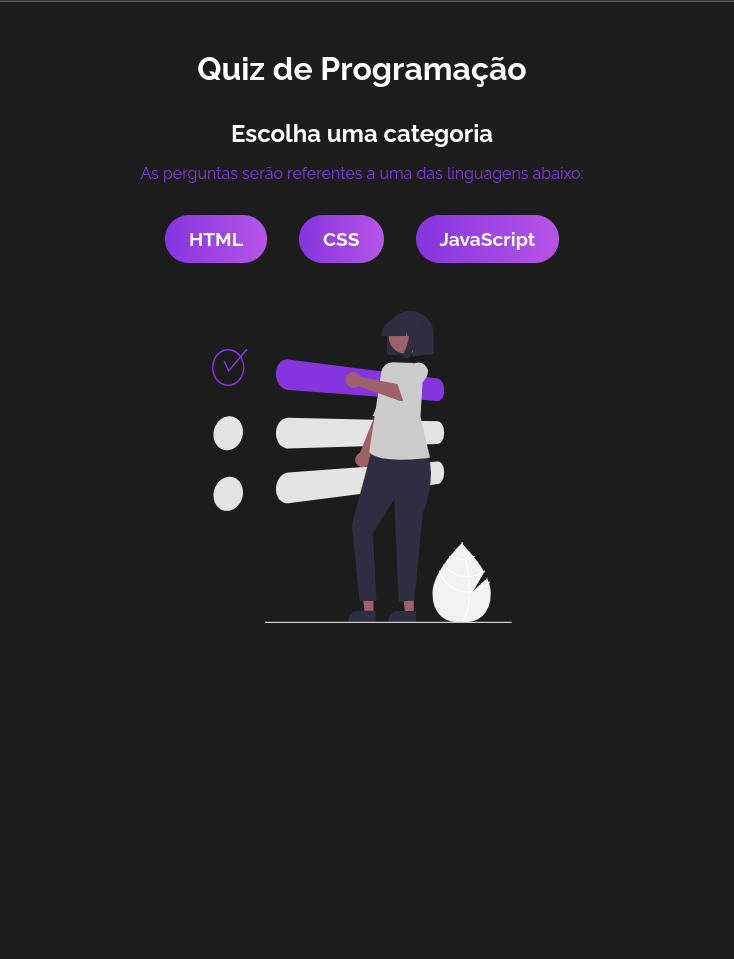 Quiz de Programação
Escolha uma categoria
As perguntas serão referentes a uma das linguagens abaixo:
HTML
CSS
JavaScript